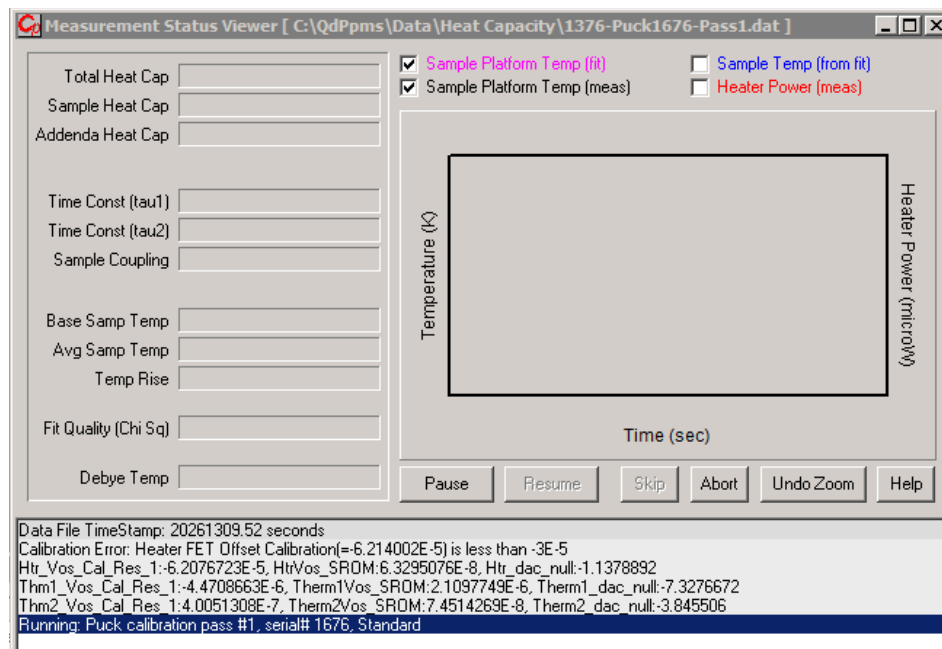 Measurement Status Viewer [ C:\QdPpms\Data\Heat Capacity\1376-Puck1676-Pass1.dat ]
Total Heat Cap
Sample Heat Cap
Addenda Heat Cap
Time Const (tau1)
Time Const (tau2)
Sample Coupling
Base Samp Temp
Avg Samp Temp
Temp Rise
Fit Quality (Chi Sq)
Debye Temp
Sample Platform Temp (fit)
Sample Temp (from fit)
Sample Platform Temp (meas)
Heater Power (meas)
Temperature (K)
Heater Power (microW)
Time (sec)
Pause
Resume
Skip
Abort
Undo Zoom
Help
Data File TimeStamp: 20261309.52 seconds
Calibration Error: Heater FET Offset Calibration(=-6.214002E-5) is less than -3E-5
Htr_Vos_Cal_Res_1:-6.2076723E-5, HtrVos_SROM:6.3295076E-8, Htr_dac_null:-1.1378892
Thm1_Vos_Cal_Res_1:-4.4708663E-6, Therm1Vos_SROM:2.1097749E-6, Therm1_dac_null:-7.3276672
Thm2_Vos_Cal_Res_1:4.0051308E-7, Therm2Vos_SROM:7.4514269E-8, Therm2_dac_null:-3.845506
Running: Puck calibration pass #1, serial# 1676, Standard